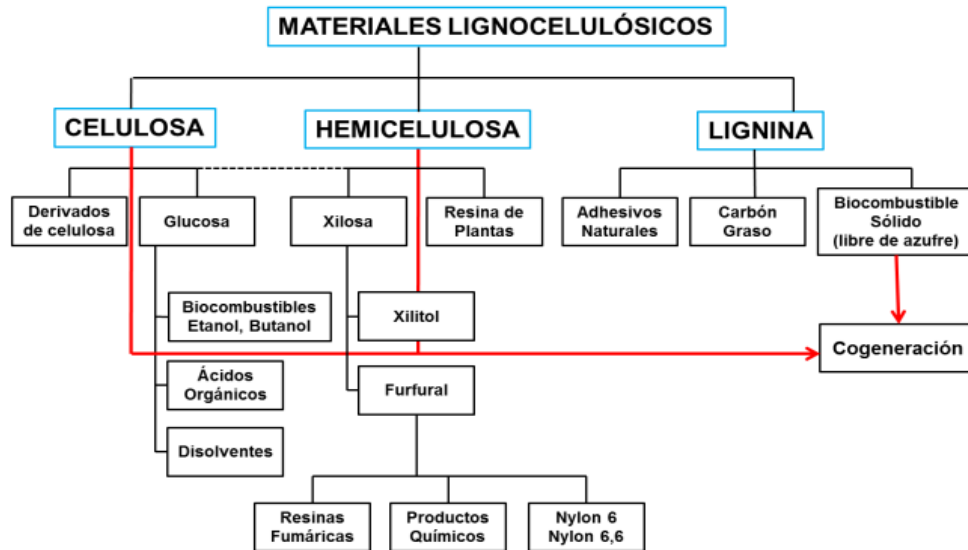 MATERIALES LIGNOCELULÓSICOS
CELULOSA
HEMICELULOSA
LIGNINA
Derivados
de celulosa
Glucosa
Xilosa
Resina de
Plantas
Adhesivos
Naturales
Carbón
Graso
Biocombustible
Sólido
(libre de azufre)
Biocombustibles
Etanol, Butanol
Xilitol
Cogeneración
Ácidos
Orgánicos
Furfural
Disolventes
Resinas
Fumáricas
Productos
Químicos
Nylon 6
Nylon 6,6